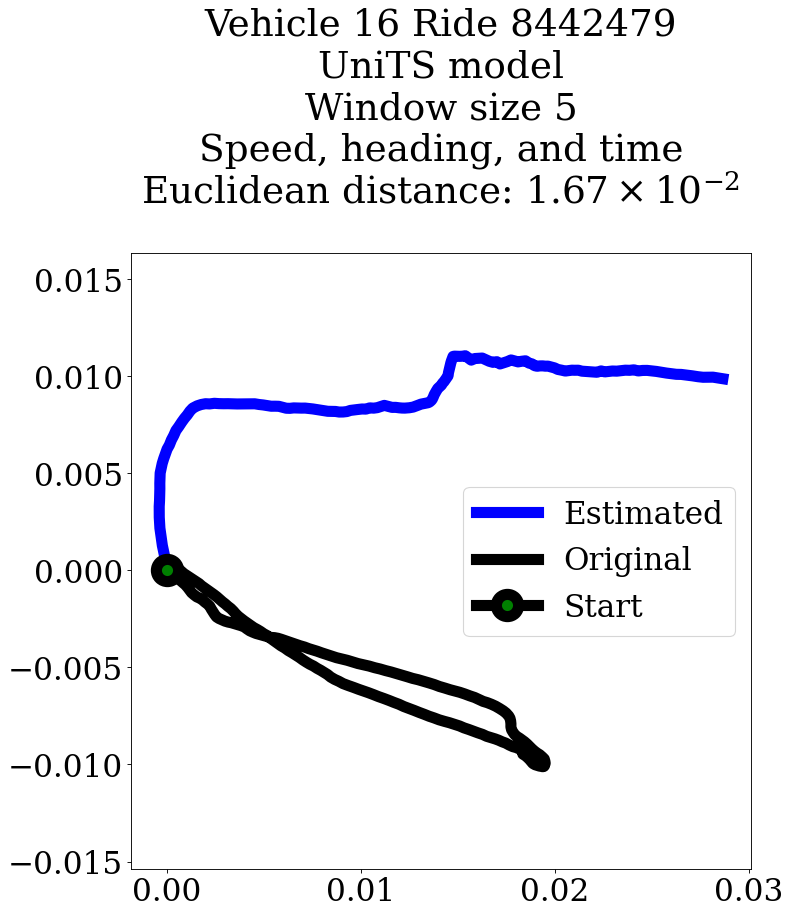 Vehicle 16 Ride 8442479
UniTS model
Window size 5
Speed, heading, and time
Euclidean distance: 1.67 × 10⁻²
0.015
0.010
0.005
0.000
−0.005
−0.010
−0.015
Estimated
Original
Start
0.00 0.01 0.02 0.03